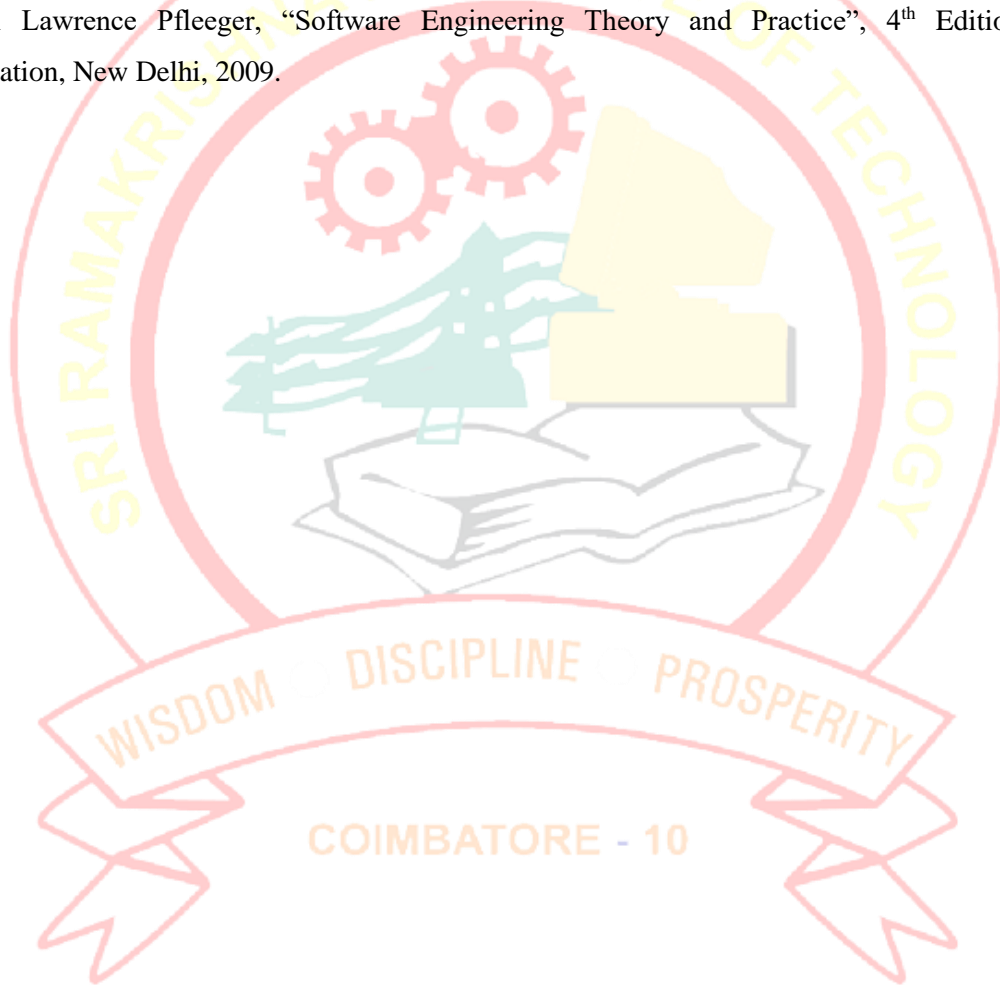 Lawrence Pfleeger, “Software Engineering Theory and Practice”, 4th Editio
ation, New Delhi, 2009.
SRI RAMAKRISHNA OF TECHNOLOGY
WISDOM DISCIPLINE PROSPERITY
COIMBATORE - 10